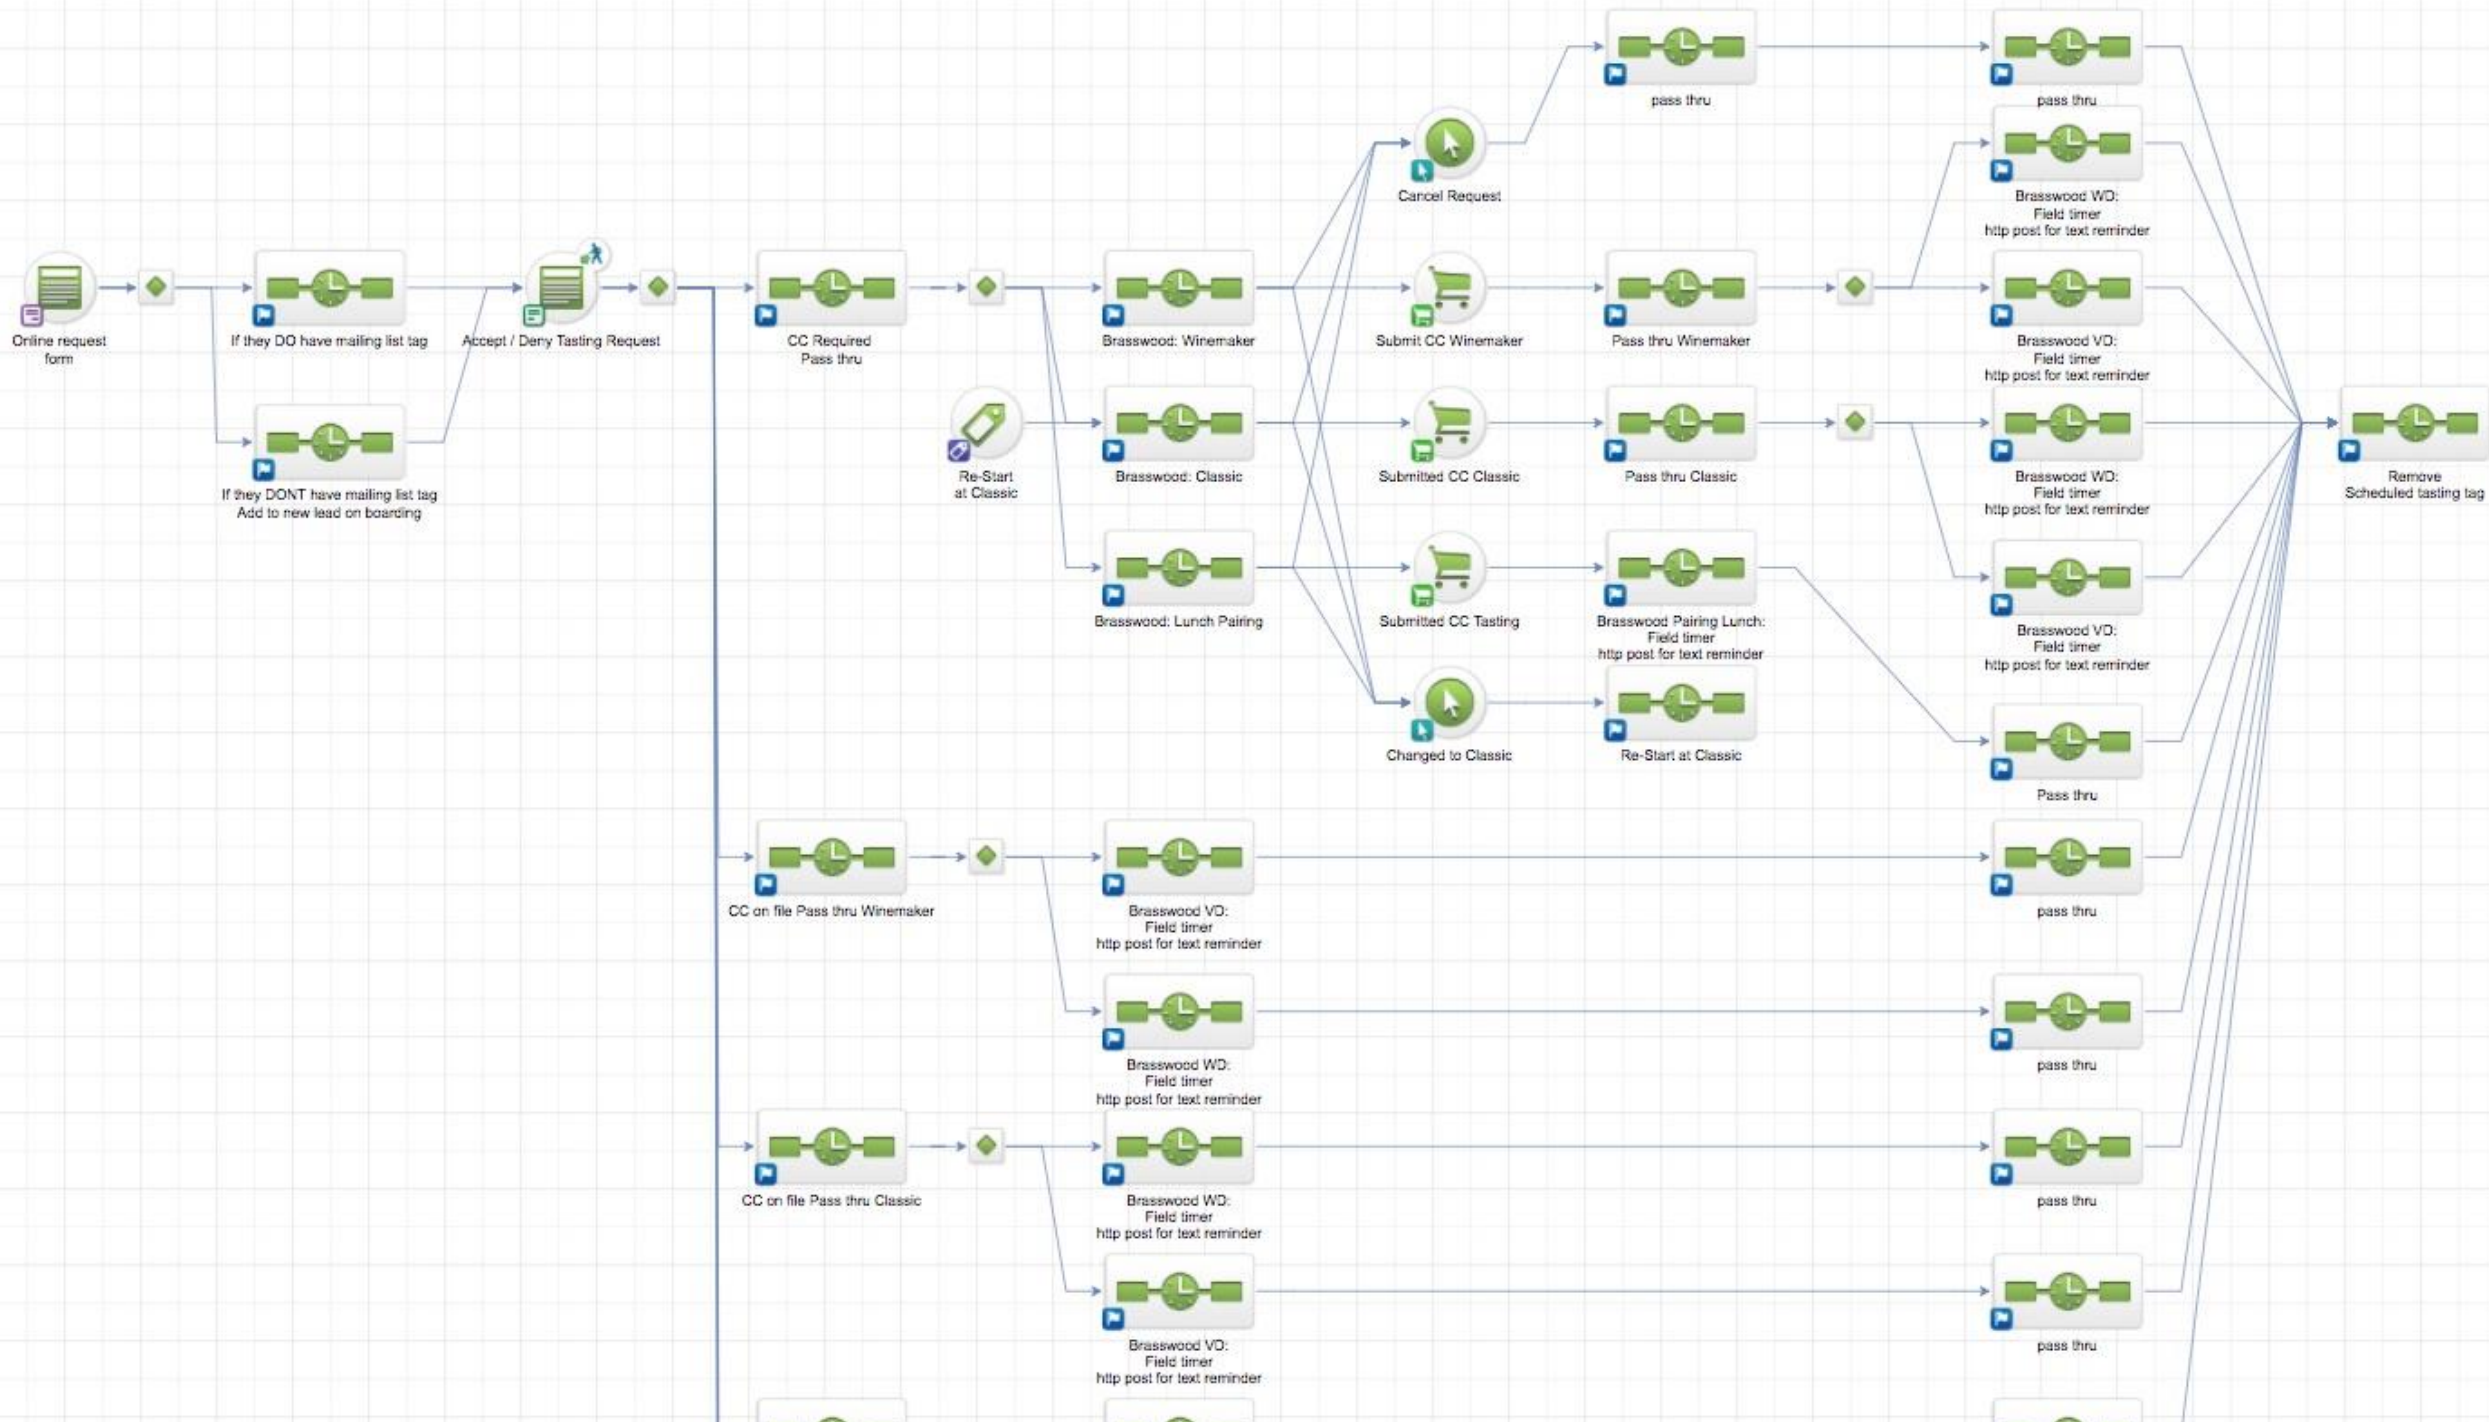 pass thru
pass thru
Cancel Request
Brasswood WD:
Field timer
http post for text reminder
Online request
form
If they DO have mailing list tag
Accept / Deny Tasting Request
CC Required
Pass thru
Brasswood: Winemaker
Submit CC Winemaker
Pass thru Winemaker
Brasswood VD:
Field timer
http post for text reminder
If they DONT have mailing list tag
Add to new lead on boarding
Re-Start
at Classic
Brasswood: Classic
Submitted CC Classic
Pass thru Classic
Brasswood WD:
Field timer
http post for text reminder
Remove
Scheduled tasting tag
Brasswood: Lunch Pairing
Submitted CC Tasting
Brasswood Pairing Lunch:
Field timer
http post for text reminder
Brasswood VD:
Field timer
http post for text reminder
Changed to Classic
Re-Start at Classic
Pass thru
CC on file Pass thru Winemaker
Brasswood VD:
Field timer
http post for text reminder
pass thru
Brasswood WD:
Field timer
http post for text reminder
pass thru
CC on file Pass thru Classic
Brasswood WD:
Field timer
http post for text reminder
pass thru
Brasswood VD:
Field timer
http post for text reminder
pass thru